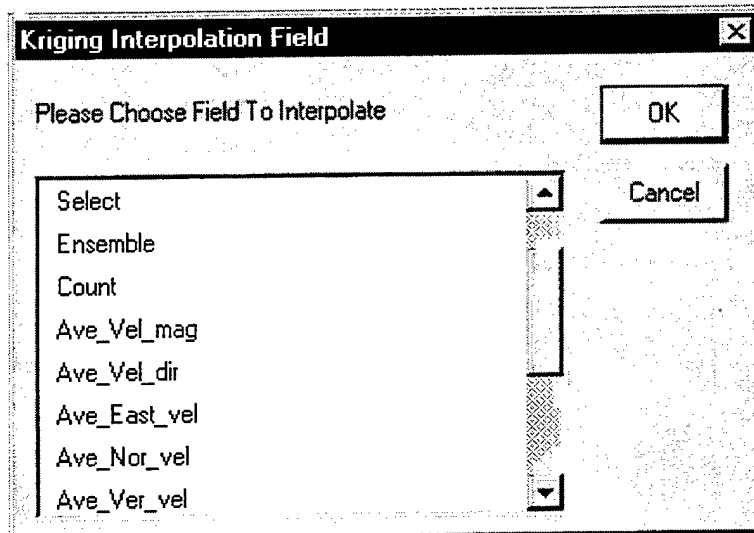 Kriging Interpolation Field
Please Choose Field To Interpolate
OK
Cancel
Select
Ensemble
Count
Ave_Vel_mag
Ave_Vel_dir
Ave_East_vel
Ave_Nor_vel
Ave_Ver_vel